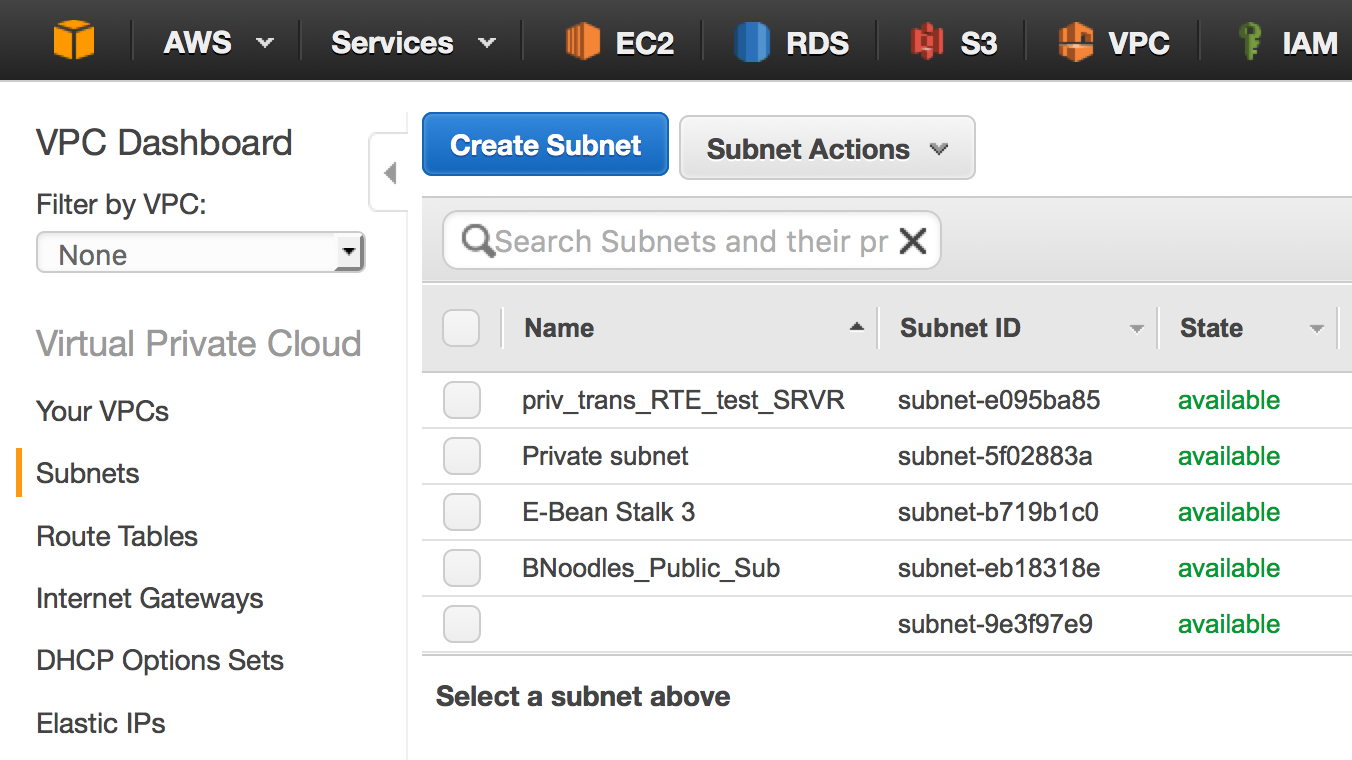 AWS Services EC2 RDS S3 VPC IAM
VPC Dashboard
Filter by VPC:
None
Virtual Private Cloud
Your VPCs
Subnets
Route Tables
Internet Gateways
DHCP Options Sets
Elastic IPs
Create Subnet Subnet Actions
Search Subnets and their pr
Name Subnet ID State
priv_trans_RTE_test_SRVR subnet-e095ba85 available
Private subnet subnet-5f02883a available
E-Bean Stalk 3 subnet-b719b1c0 available
BNoodles_Public_Sub subnet-eb18318e available
subnet-9e3f97e9 available
Select a subnet above